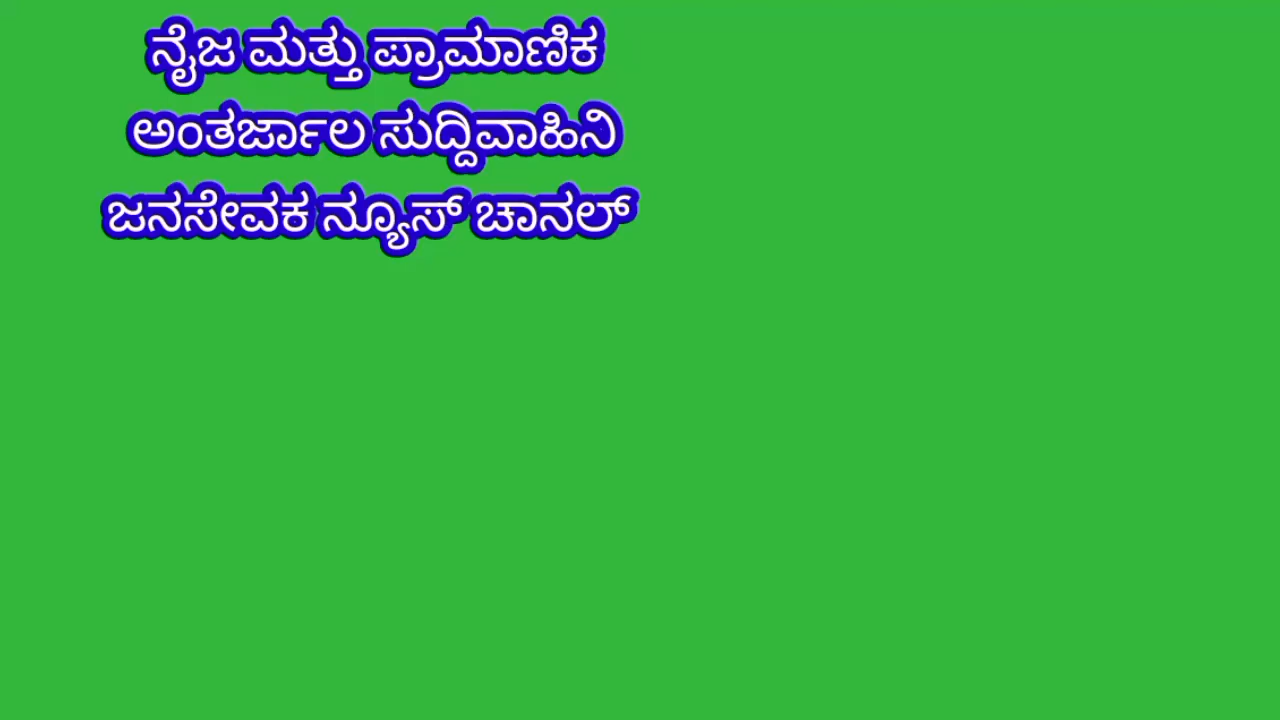 ನೈಜ ಮತ್ತು ಪ್ರಾಮಾಣಿಕ
ಅಂತರ್ಜಾಲ ಸುದ್ದಿವಾಹಿನಿ
ಜನಸೇವಕ ನ್ಯೂಸ್ ಚಾನಲ್